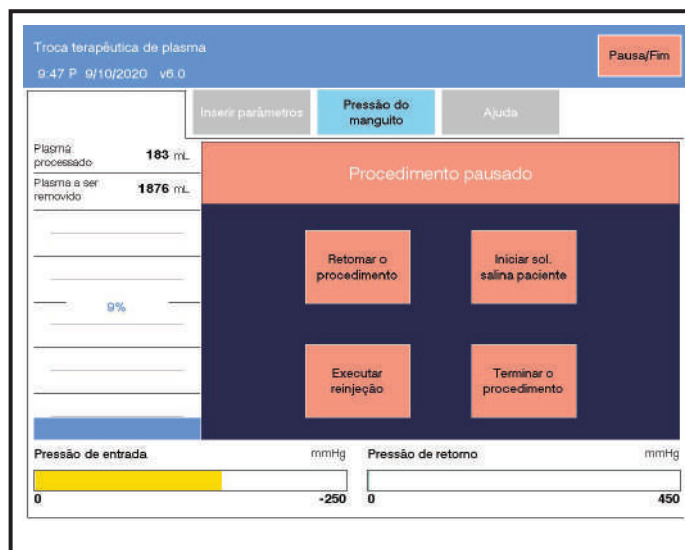 Troca terapêutica de plasma
9:47 P 9/10/2020 v6.0
Pausa/Fim
Inserir parâmetros
Pressão do
manguito
Ajuda
Plasma
processado
183 mL
Plasma a ser
removido
1876 mL
9%
Procedimento pausado
Retomar o
procedimento
Iniciar sol.
salina paciente
Executar
reinjeção
Terminar o
procedimento
Pressão de entrada
mmHg
0
-250
Pressão de retorno
mmHg
0
450